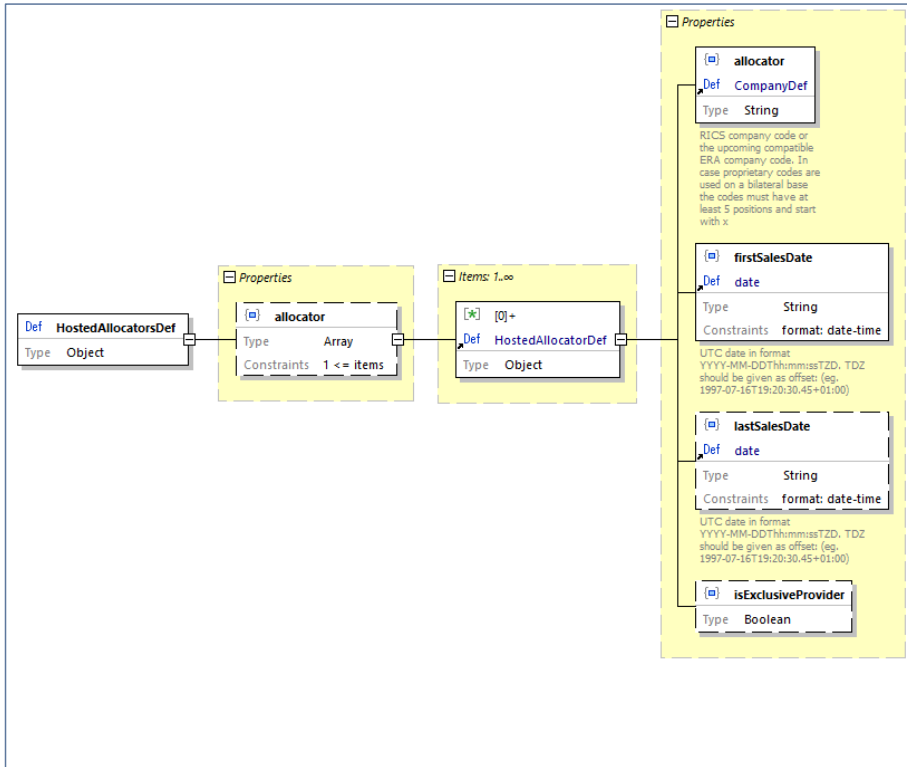 Properties
allocator
Def CompanyDef
Type String
RICS company code or
the upcoming compatible
ERA company code. In
case proprietary codes are
used on a bilateral base
the codes must have at
least 5 positions and start
with x
firstSalesDate
Def date
Type String
Constraints format: date-time
UTC date in format
YYYY-MM-DDThh:mm:ssTZD. TDZ
should be given as offset: (eg.
1997-07-16T19:20:30.45+01:00)
lastSalesDate
Def date
Type String
Constraints format: date-time
UTC date in format
YYYY-MM-DDThh:mm:ssTZD. TDZ
should be given as offset: (eg.
1997-07-16T19:20:30.45+01:00)
isExclusiveProvider
Type Boolean
Items: 1..∞
[0]+
Def HostedAllocatorDef
Type Object
Properties
allocator
Type Array
Constraints 1 <= items
Def HostedAllocatorsDef
Type Object